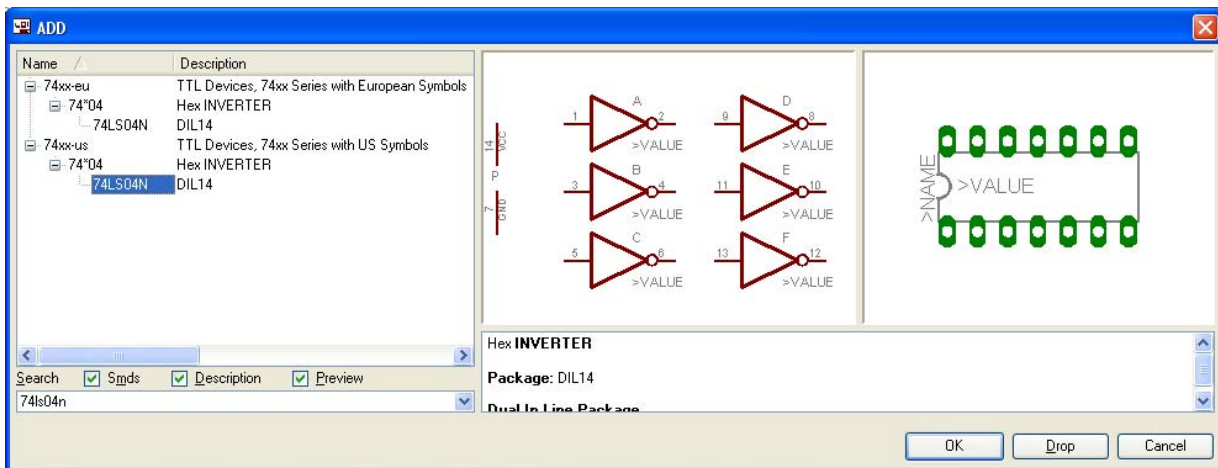 ADD
Name Description
74xx-eu TTL Devices, 74xx Series with European Symbols
74*04 Hex INVERTER
74LS04N DIL14
74xx-us TTL Devices, 74xx Series with US Symbols
74*04 Hex INVERTER
74LS04N DIL14
Search Smds Description Preview
74ls04n
14 VCC
P
7 GND
A
1 2
>VALUE
D
9 8
>VALUE
B
3 4
>VALUE
E
11 10
>VALUE
C
5 6
>VALUE
F
13 12
>VALUE
>NAME
>VALUE
Hex INVERTER
Package: DIL14
Dual In Line Package
OK Drop Cancel